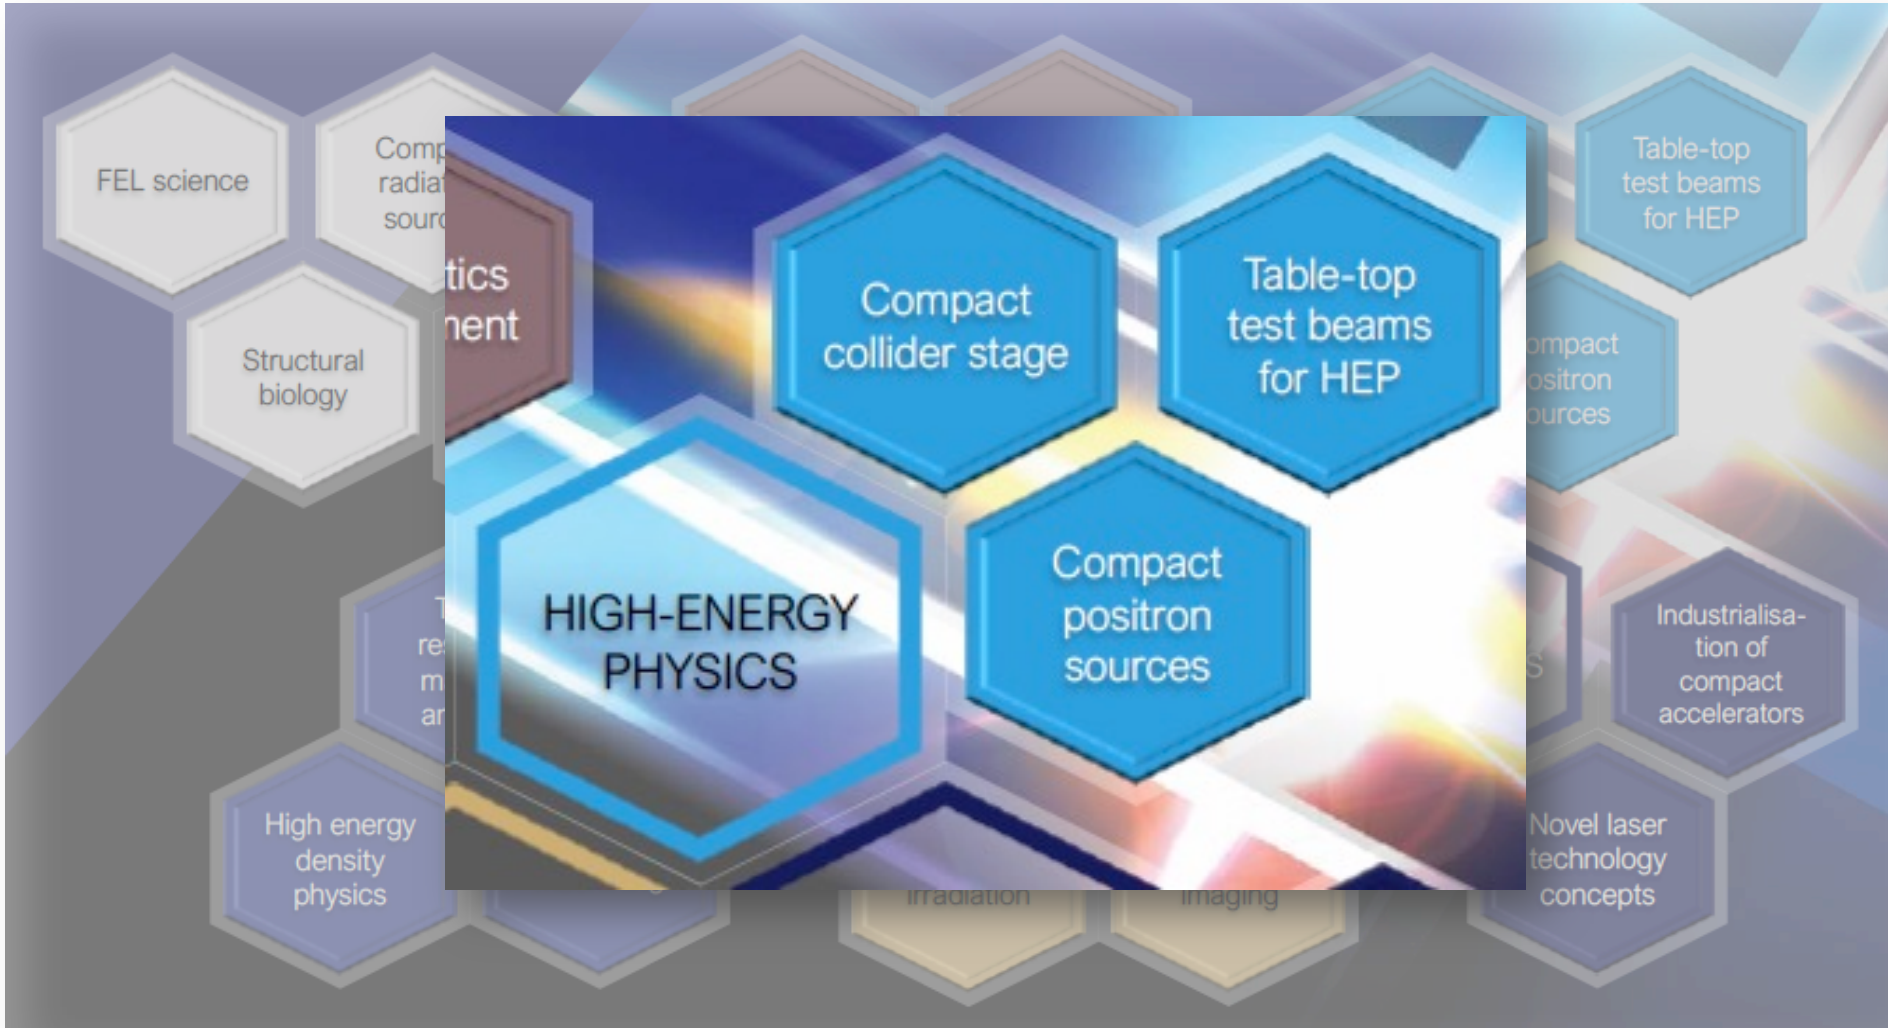 FEL science
Structural
biology
High energy
density
physics
Compact
collider stage
Table-top
test beams
for HEP
HIGH-ENERGY
PHYSICS
Compact
positron
sources
Table-top
test beams
for HEP
Industrialisa-
tion of
compact
accelerators
Novel laser
technology
concepts
irradiation
imaging